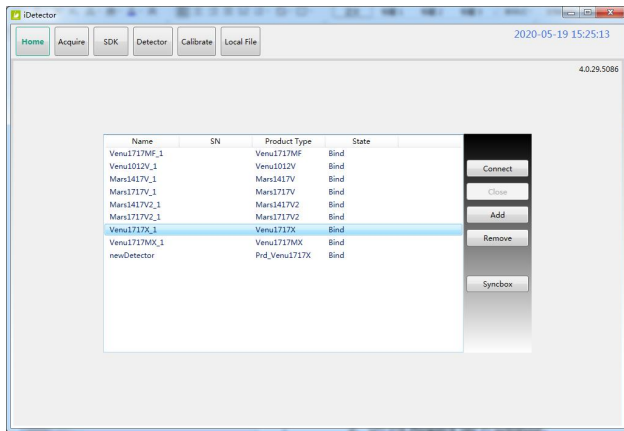 iDetector
Home Acquire SDK Detector Calibrate Local File
2020-05-19 15:25:13
4.0.29.5086
Name SN Product Type State
Venu1717MF_1 Venu1717MF Bind
Venu1012V_1 Venu1012V Bind
Mars1417V_1 Mars1417V Bind
Mars1717V_1 Mars1717V Bind
Mars1417V2_1 Mars1417V2 Bind
Mars1717V2_1 Mars1717V2 Bind
Venu1717X_1 Venu1717X Bind
Venu1717MX_1 Venu1717MX Bind
newDetector Prd_Venu1717X Bind
Connect
Close
Add
Remove
Syncbox